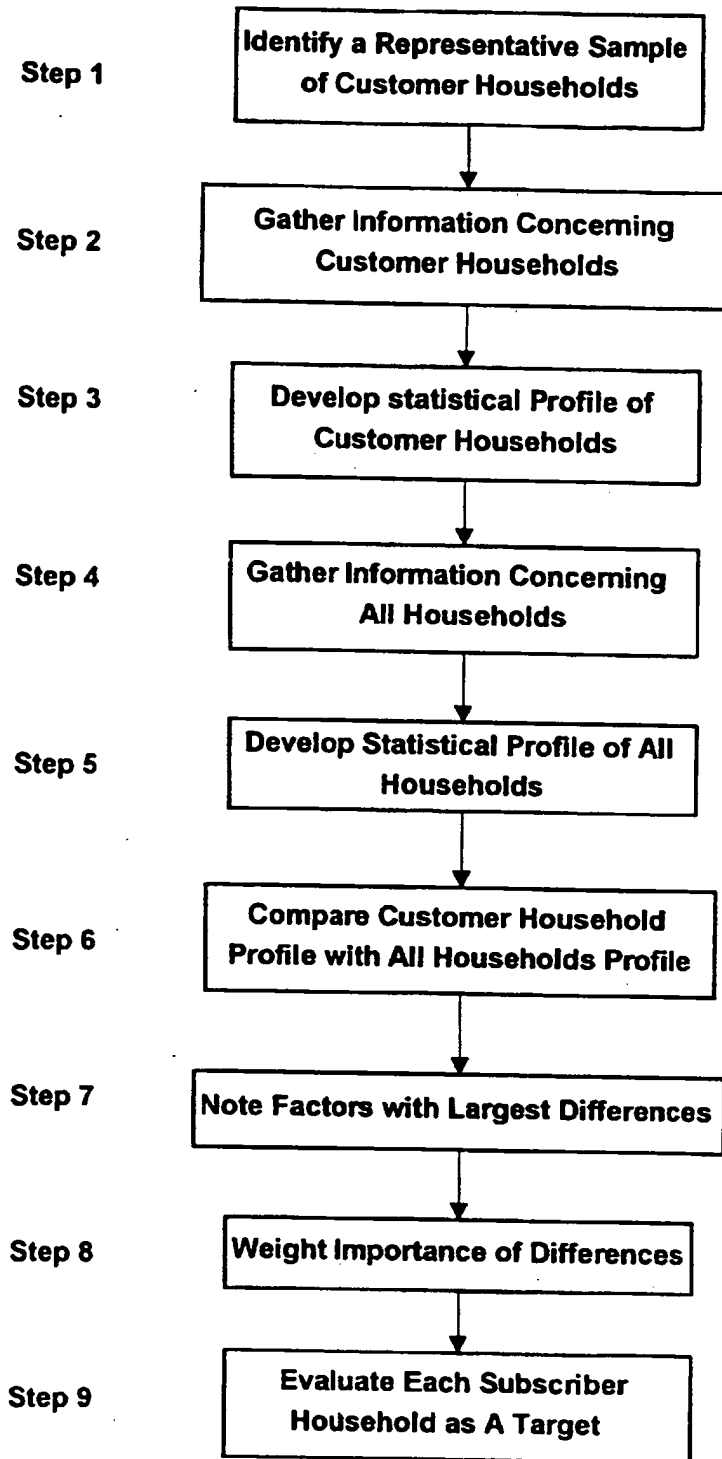 Step 1
Identify a Representative Sample
of Customer Households
Step 2
Gather Information Concerning
Customer Households
Step 3
Develop statistical Profile of
Customer Households
Step 4
Gather Information Concerning
All Households
Step 5
Develop Statistical Profile of All
Households
Step 6
Compare Customer Household
Profile with All Households Profile
Step 7
Note Factors with Largest Differences
Step 8
Weight Importance of Differences
Step 9
Evaluate Each Subscriber
Household as A Target